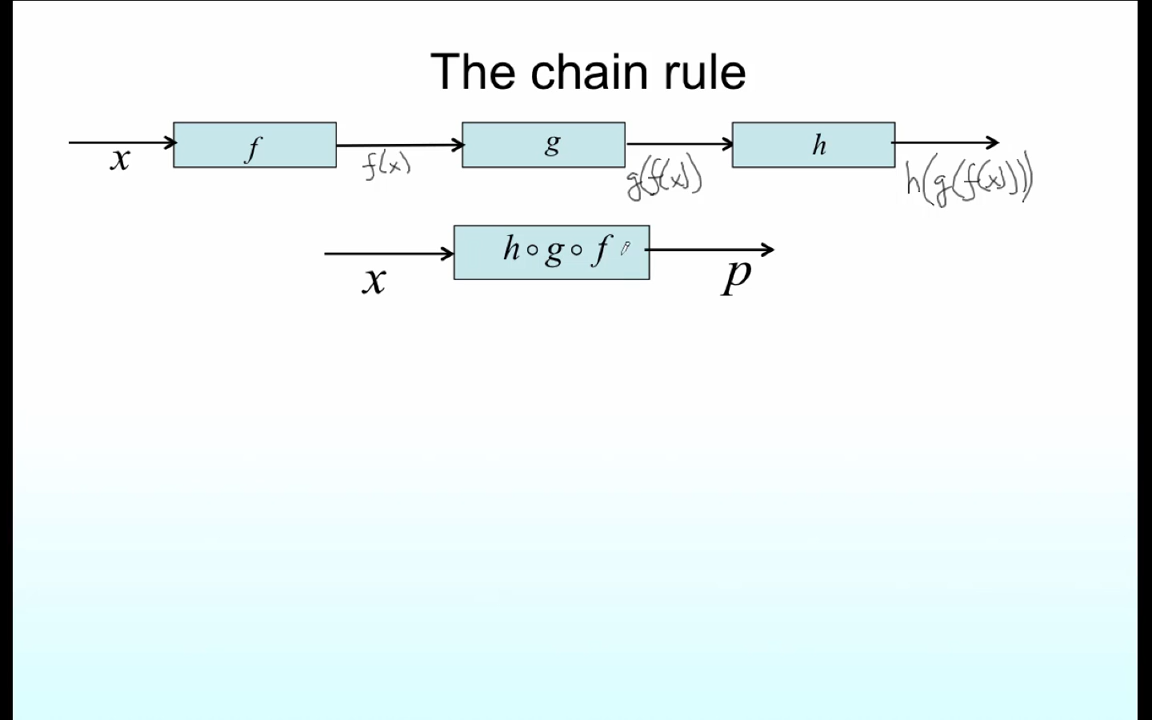 The chain rule
f g h
x f(x) g(f(x)) h(g(f(x)))
h∘g∘f
x p